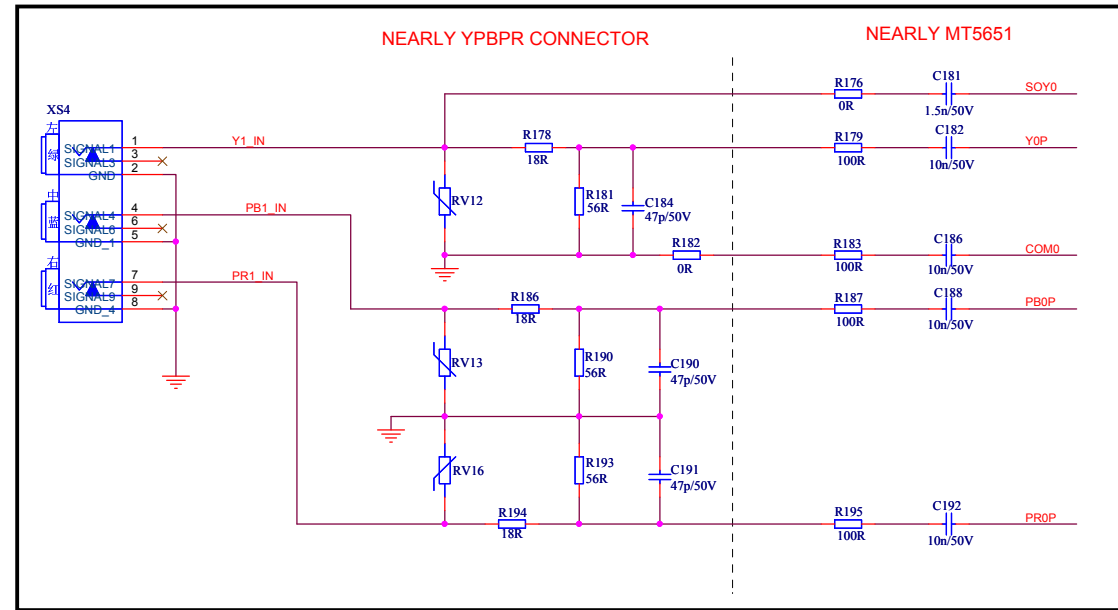 NEARLY YPBPR CONNECTOR
NEARLY MT5651
XS4
左
绿
SIGNAL1
SIGNAL3
GND
1
3
2
中
蓝
SIGNAL4
SIGNAL6
GND_1
4
6
5
右
红
SIGNAL7
SIGNAL9
GND_4
7
9
8
Y1_IN
PB1_IN
PR1_IN
R178
18R
RV12
R181
56R
C184
47p/50V
R182
0R
R186
18R
RV13
R190
56R
C190
47p/50V
RV16
R193
56R
C191
47p/50V
R194
18R
R176
0R
C181
1.5n/50V
SOY0
R179
100R
C182
10n/50V
Y0P
R183
100R
C186
10n/50V
COM0
R187
100R
C188
10n/50V
PB0P
R195
100R
C192
10n/50V
PR0P